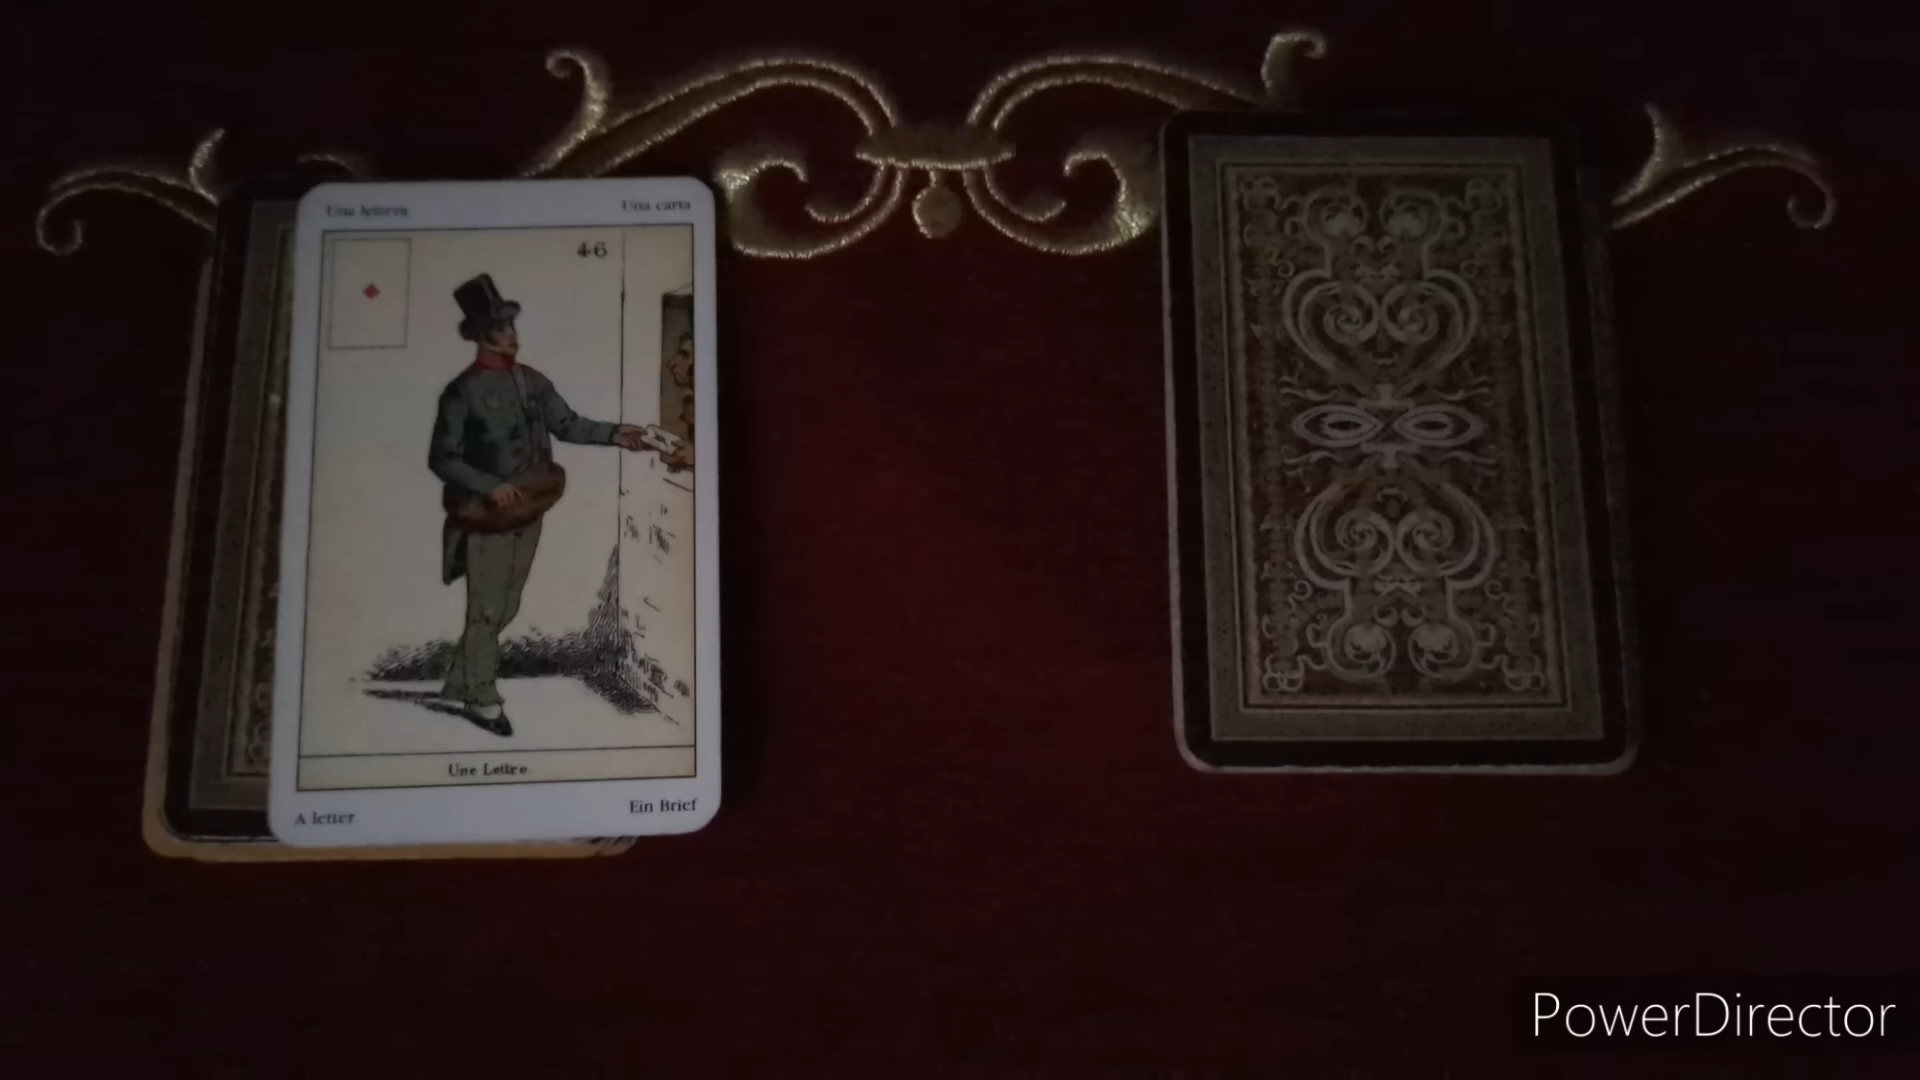 Una lettera
Una carta
46
Une Lettre.
A letter
Ein Brief
PowerDirector